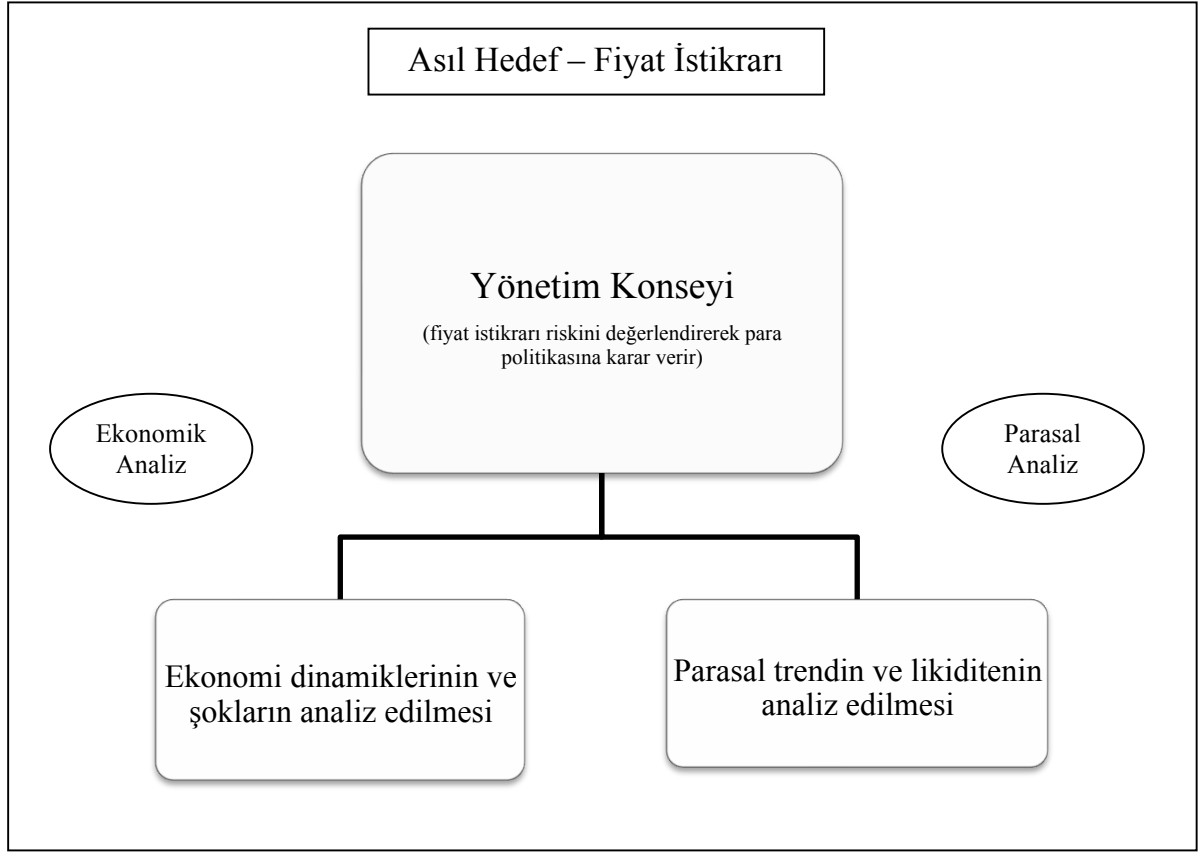 Asıl Hedef – Fiyat İstikrarı
Yönetim Konseyi
(fiyat istikrarı riskini değerlendirerek para
politikasına karar verir)
Ekonomik
Analiz
Parasal
Analiz
Ekonomi dinamiklerinin ve
şokların analiz edilmesi
Parasal trendin ve likiditenin
analiz edilmesi